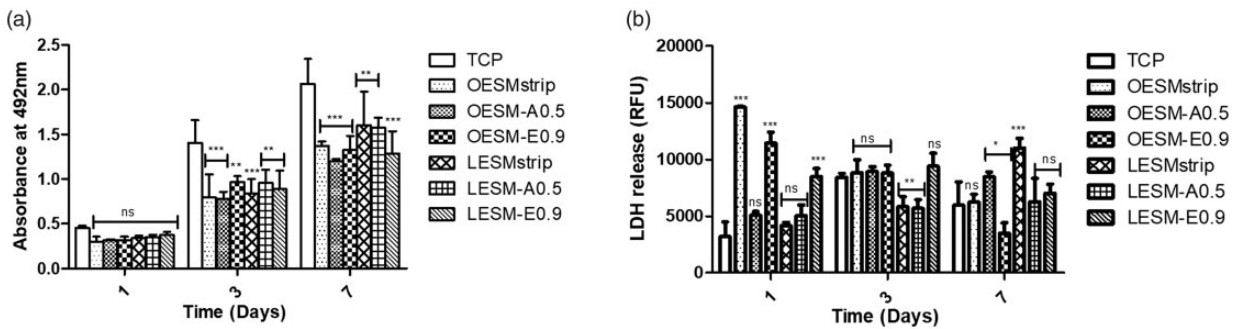 (a)
Absorbance at 492nm
2.5
2.0
1.5
1.0
0.5
0.0
ns
***
**
***
**
***
**
***
1
3
7
Time (Days)
TCP
OESMstrip
OESM-A0.5
OESM-E0.9
LESMstrip
LESM-A0.5
LESM-E0.9
(b)
LDH release (RFU)
20000
15000
10000
5000
0
***
ns
***
ns
***
ns
**
ns
ns
*
***
ns
1
3
7
Time (Days)
TCP
OESMstrip
OESM-A0.5
OESM-E0.9
LESMstrip
LESM-A0.5
LESM-E0.9